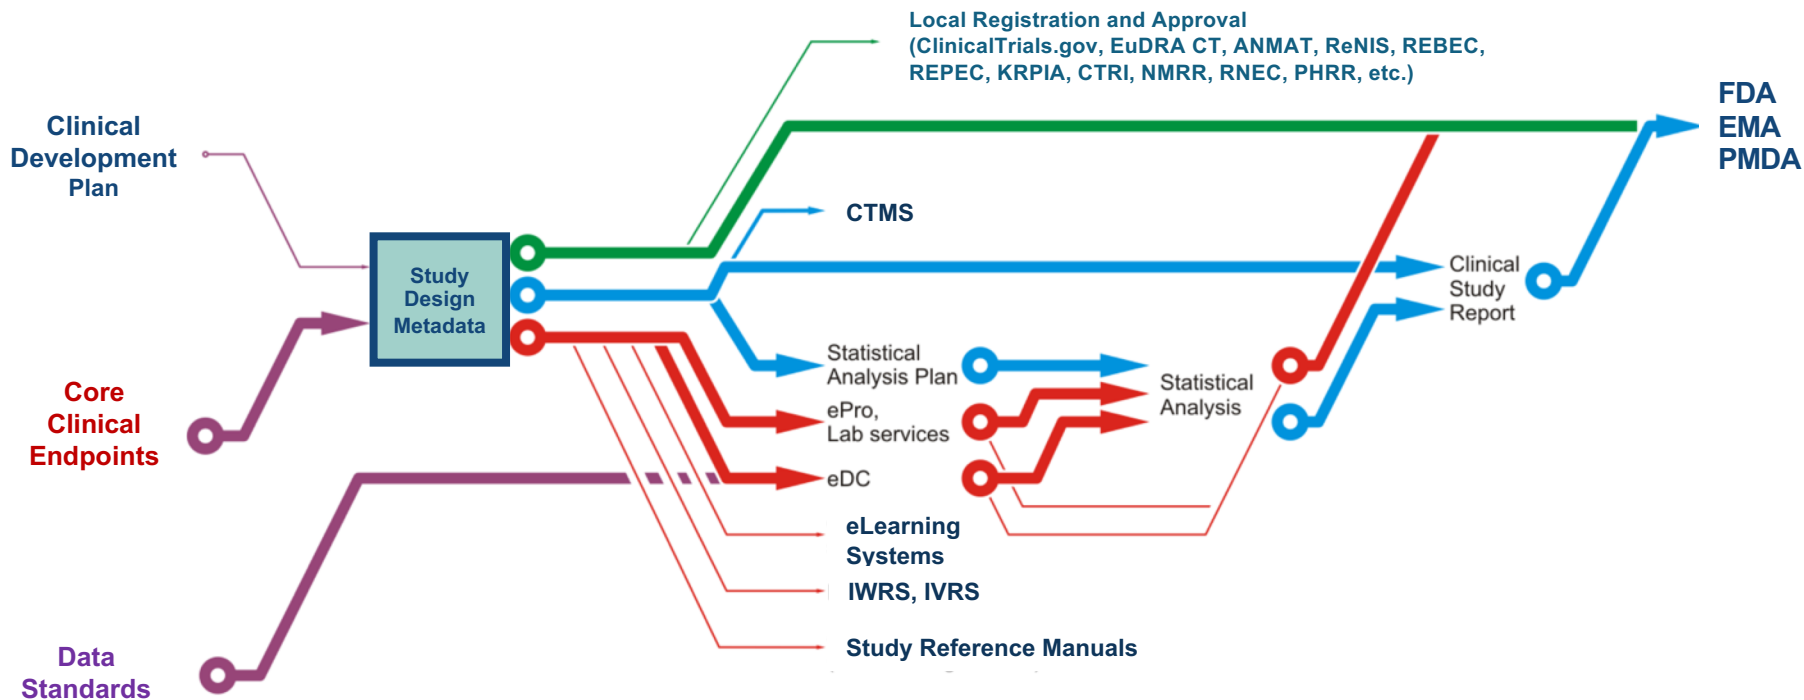 Local Registration and Approval
(ClinicalTrials.gov, EuDRA CT, ANMAT, ReNIS, REBEC,
REPEC, KRPIA, CTRI, NMRR, RNEC, PHRR, etc.)
FDA
EMA
PMDA
Clinical
Development
Plan
CTMS
Study
Design
Metadata
Clinical
Study
Report
Statistical
Analysis Plan
Statistical
Analysis
Core
Clinical
Endpoints
ePro,
Lab services
eDC
eLearning
Systems
IWRS, IVRS
Study Reference Manuals
Data
Standards